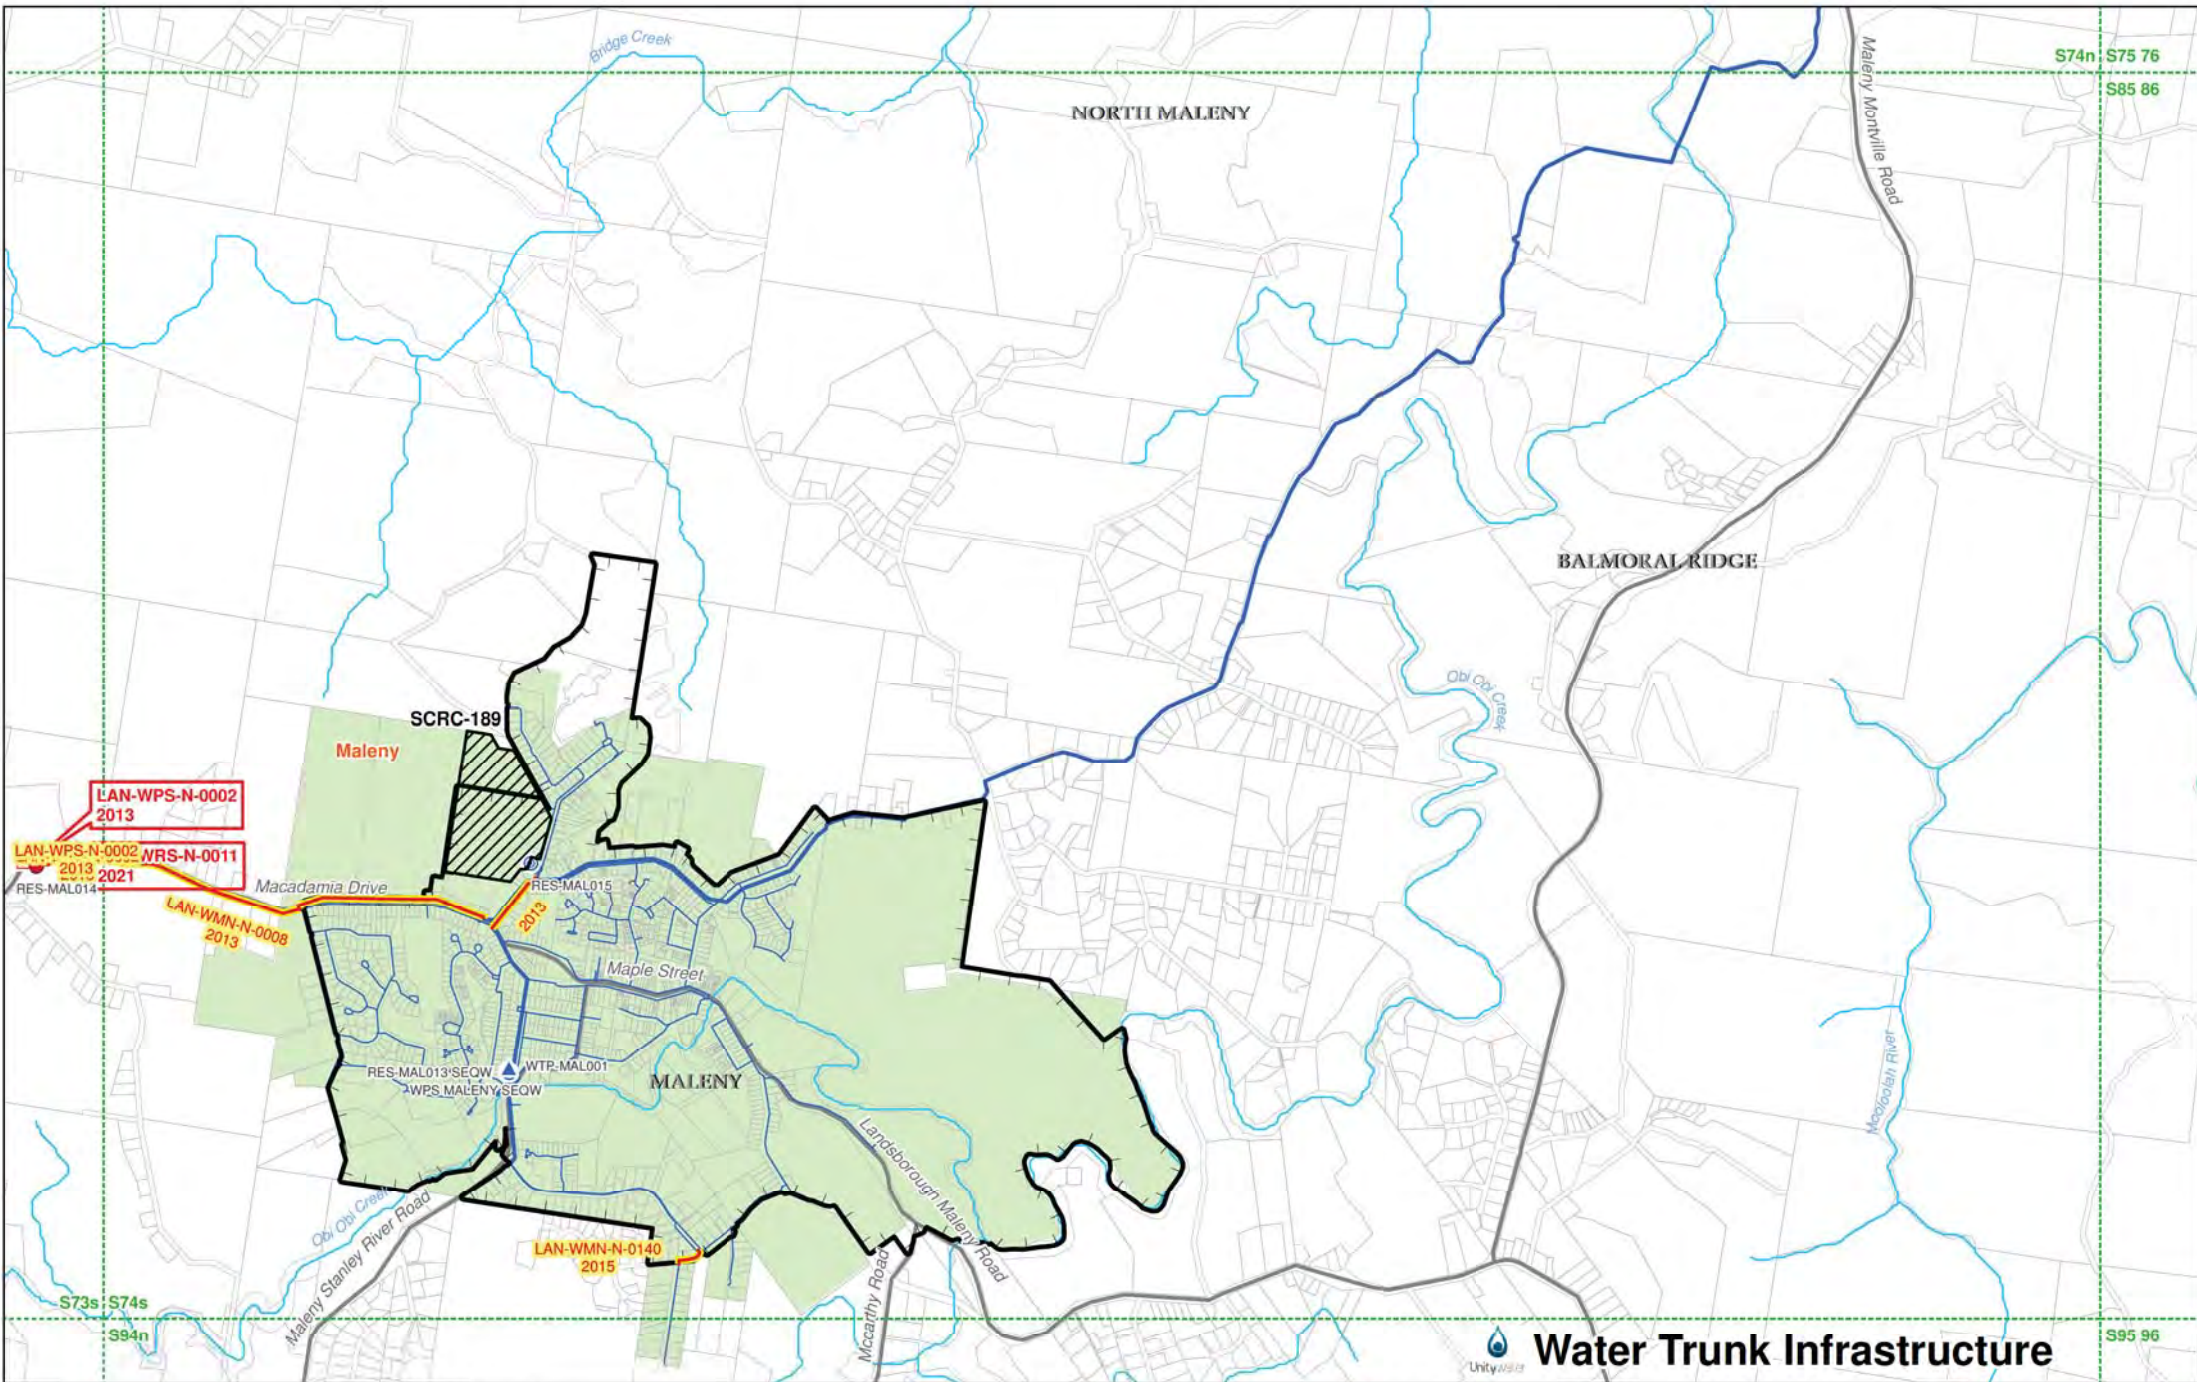 Bridge Creek
S74n S75 76
S85 86
Maleny Montville Road
NORTH MALENY
BALMORAL RIDGE
Obi Obi Creek
SCRC-189
Maleny
LAN-WPS-N-0002
2013
LAN-WPS-N-0002
2013
WRS-N-0011
2021
RES-MAL014
Macadamia Drive
RES-MAL015
LAN-WMN-N-0008
2013
2013
Maple Street
RES-MAL013 SEQW
WTP-MAL001
WPS MALENY SEQW
MALENY
Mooloolah River
Landsborough Maleny Road
Obi Obi Creek
Maleny Stanley River Road
LAN-WMN-N-0140
2015
Mccarthy Road
S73s S74s
S94n
S95 96
Unitywater
Water Trunk Infrastructure